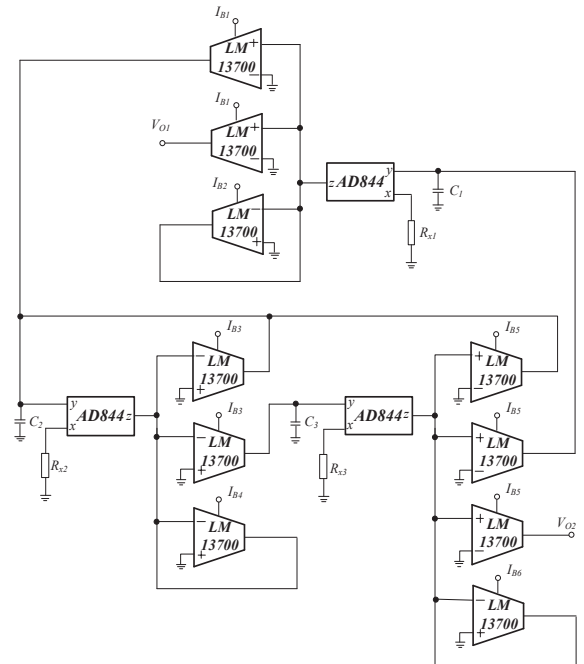 I_B1
LM
13700
+
−
I_B1
V_O1
LM
13700
+
−
I_B2
LM
13700
−
+
z AD844 y
x
C_1
R_x1
I_B3
LM
13700
−
+
I_B5
LM
13700
+
−
C_2
y
x
AD844 z
R_x2
I_B3
LM
13700
−
+
C_3
y
x
AD844 z
R_x3
I_B5
LM
13700
+
−
I_B4
LM
13700
−
+
I_B5
LM
13700
+
−
V_O2
I_B6
LM
13700
−
+